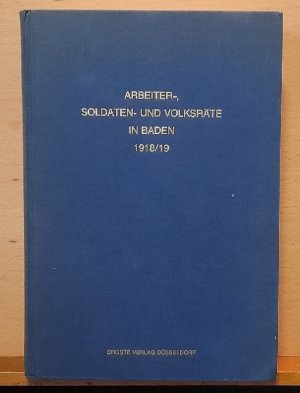 ARBEITER-,
SOLDATEN- UND VOLKSRÄTE
IN BADEN
1918/19
DROSTE VERLAG DÜSSELDORF